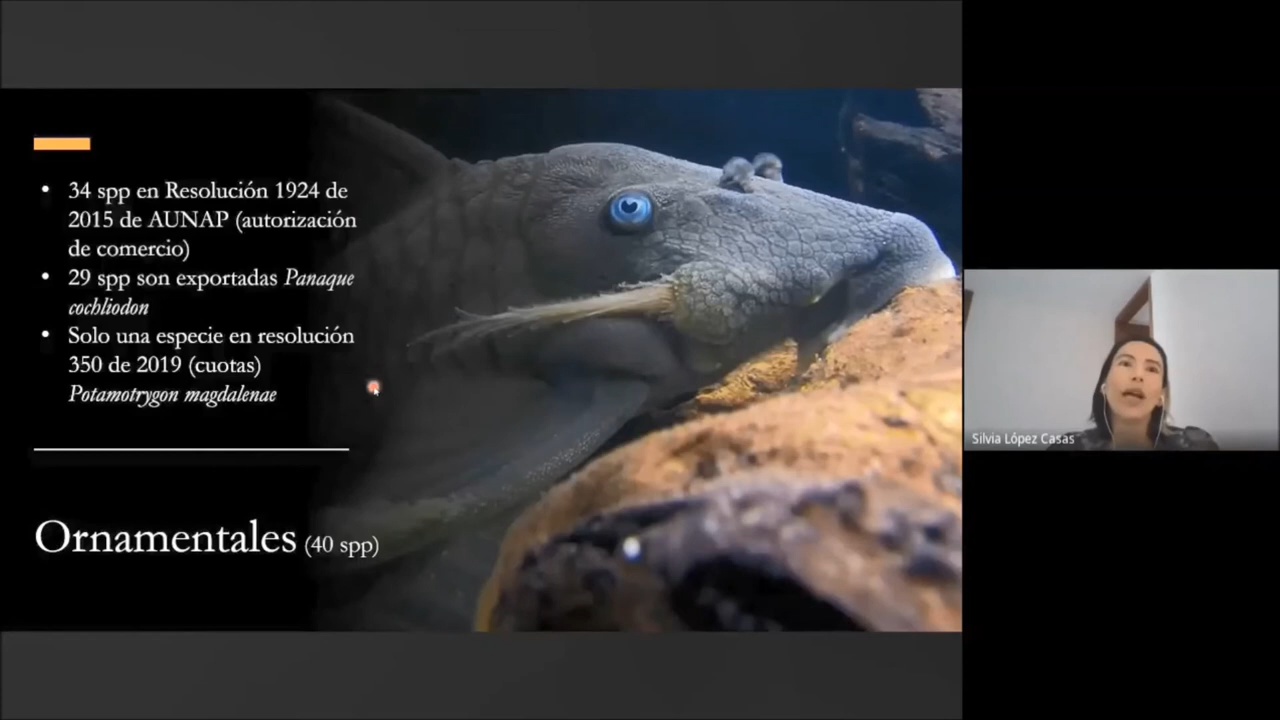 • 34 spp en Resolución 1924 de
2015 de AUNAP (autorización
de comercio)
• 29 spp son exportadas Panaque
cochliodon
• Solo una especie en resolución
350 de 2019 (cuotas)
Potamotrygon magdalenae
Ornamentales (40 spp)
Silvia López Casas